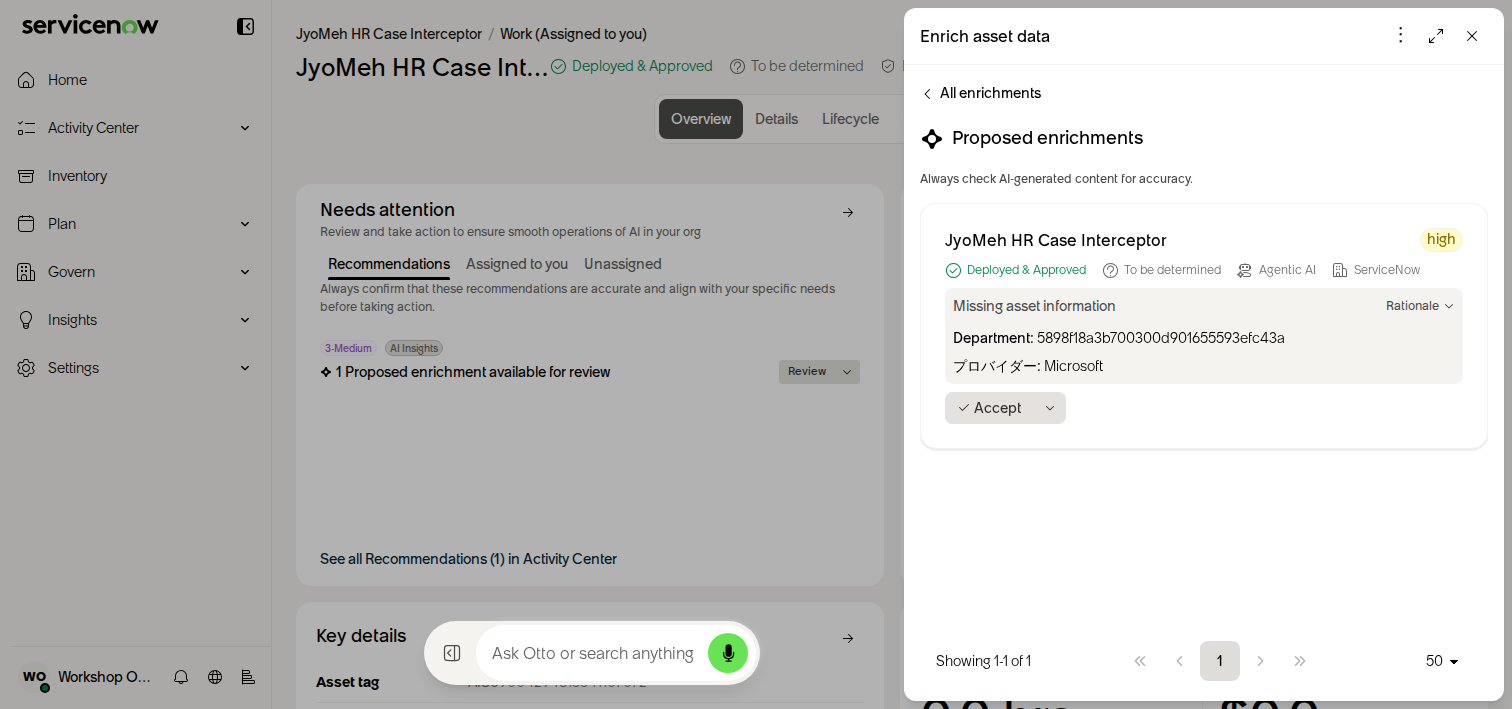 servicenow
Home
Activity Center
Inventory
Plan
Govern
Insights
Settings
WO
Workshop O...
JyoMeh HR Case Interceptor / Work (Assigned to you)
JyoMeh HR Case Int...
Deployed & Approved
To be determined
Overview
Details
Lifecycle
Needs attention
Review and take action to ensure smooth operations of AI in your org
Recommendations
Assigned to you
Unassigned
Always confirm that these recommendations are accurate and align with your specific needs
before taking action.
3-Medium
AI Insights
1 Proposed enrichment available for review
Review
See all Recommendations (1) in Activity Center
Key details
Asset tag
Ask Otto or search anything
Enrich asset data
All enrichments
Proposed enrichments
Always check AI-generated content for accuracy.
JyoMeh HR Case Interceptor
high
Deployed & Approved
To be determined
Agentic AI
ServiceNow
Missing asset information
Rationale
Department: 5898f18a3b700300d901655593efc43a
プロバイダー: Microsoft
Accept
Showing 1-1 of 1
1
50